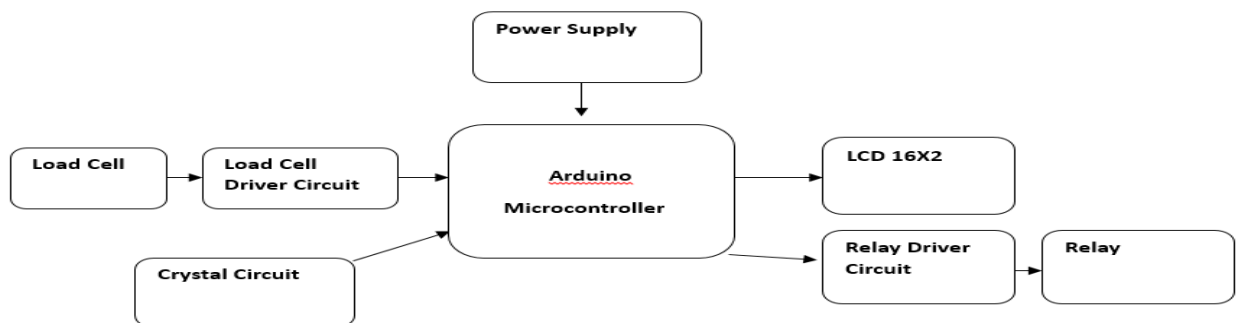 Power Supply
Load Cell
Load Cell
Driver Circuit
Arduino
Microcontroller
LCD 16X2
Crystal Circuit
Relay Driver
Circuit
Relay